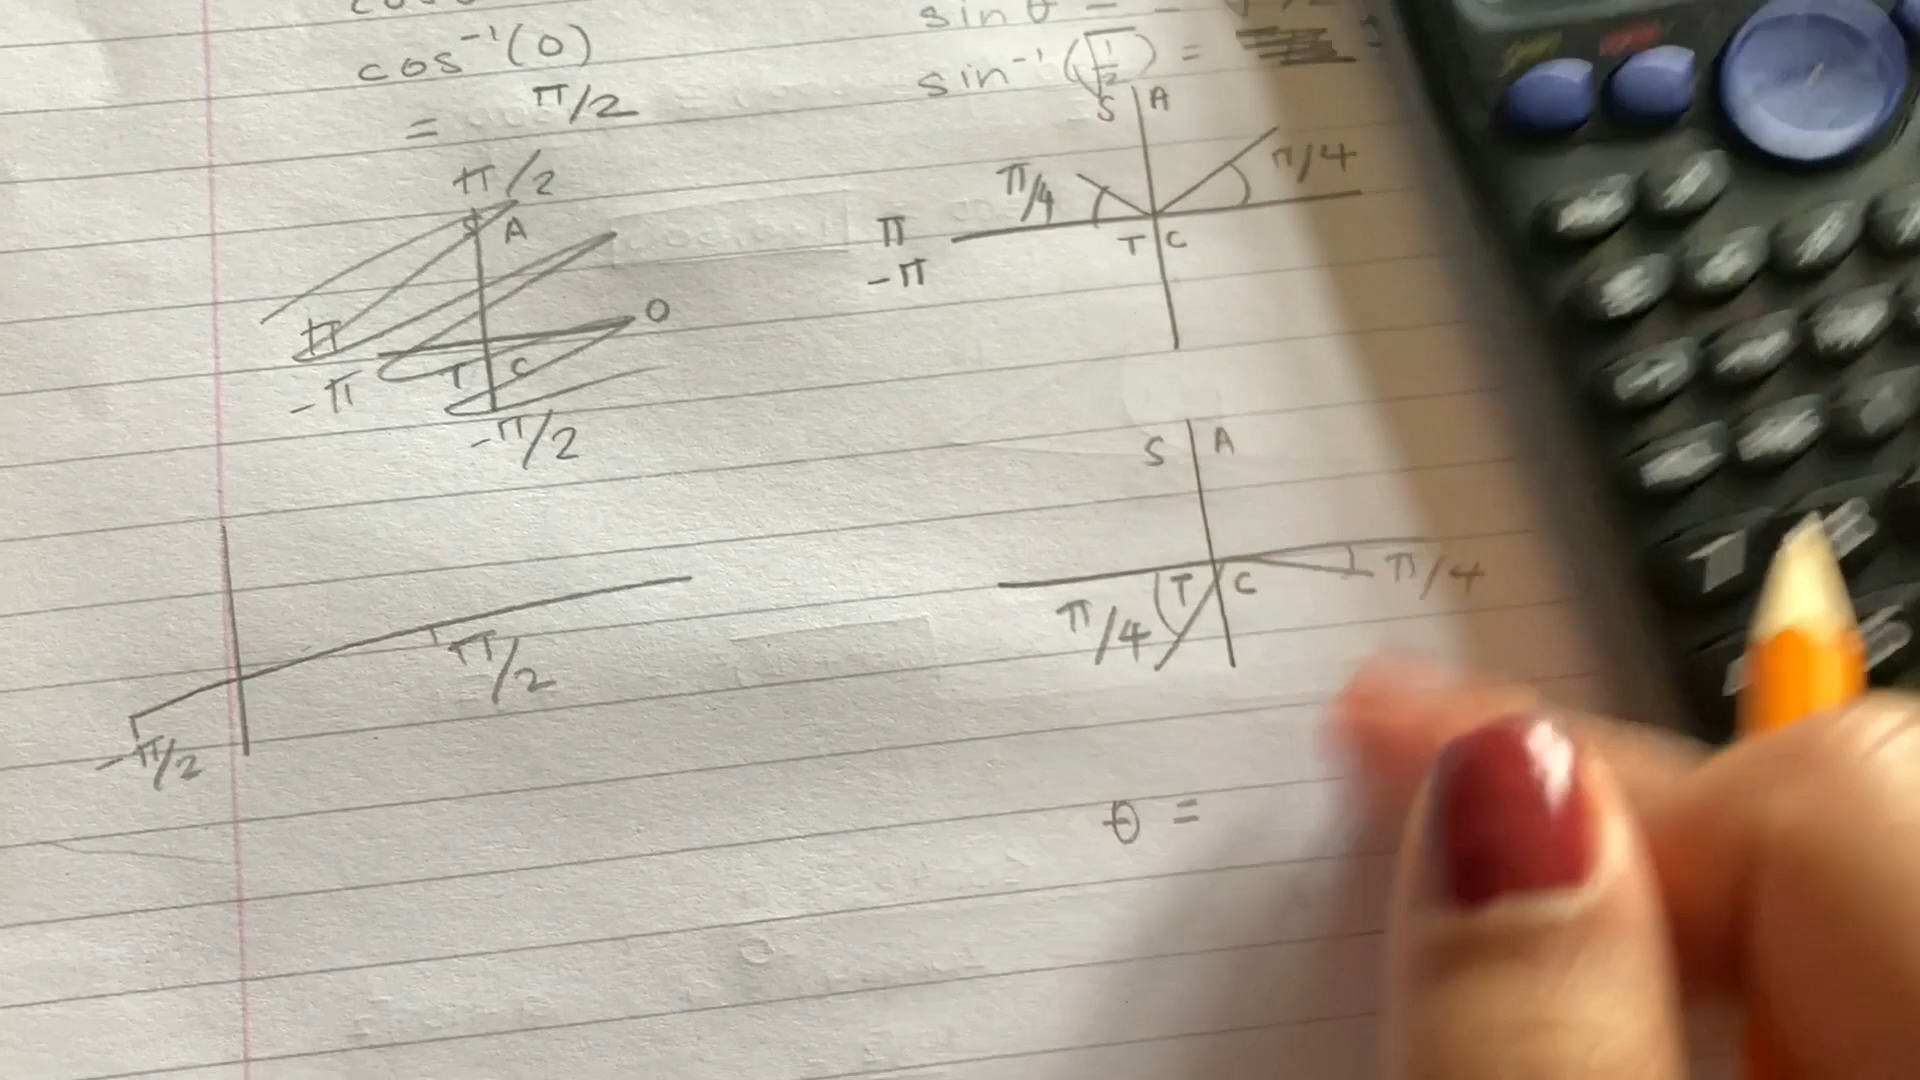 cos⁻¹(0)
= π/2
π/2
S A
π
0
-π
T C
-π/2
π/2
-π/2
sin θ =
sin⁻¹(√1/2) =
S A
π/4
π/4
π
-π
T C
S A
T C
π/4
π/4
θ =